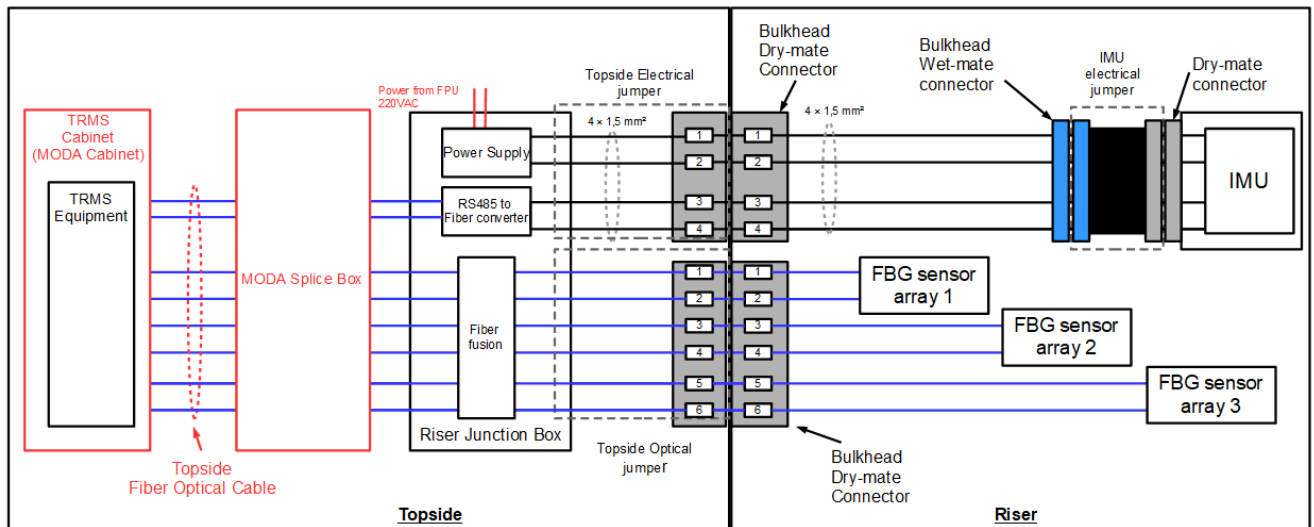 TRMS
Cabinet
(MODA Cabinet)
TRMS
Equipment
Topside
Fiber Optical Cable
MODA Splice Box
Power from FPU
220VAC
Power Supply
RS485 to
Fiber converter
Fiber
fusion
Riser Junction Box
Topside Electrical
jumper
4 × 1,5 mm²
1
2
3
4
1
2
3
4
5
6
Topside Optical
jumper
Topside
Bulkhead
Dry-mate
Connector
1
2
3
4
4 × 1,5 mm²
1
2
3
4
5
6
Bulkhead
Dry-mate
Connector
Bulkhead
Wet-mate
connector
IMU
electrical
jumper
Dry-mate
connector
IMU
FBG sensor
array 1
FBG sensor
array 2
FBG sensor
array 3
Riser